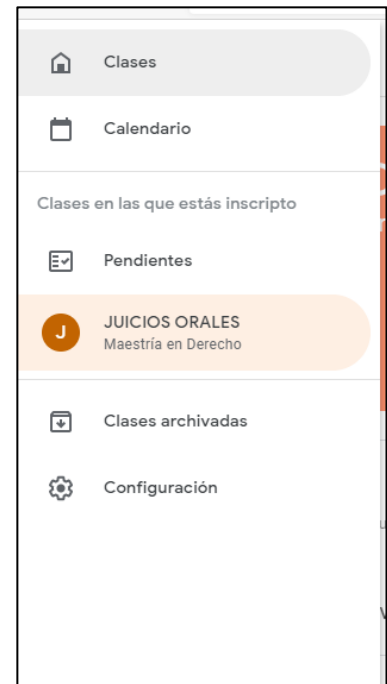 Clases
Calendario
Clases en las que estás inscripto
Pendientes
J
JUICIOS ORALES
Maestría en Derecho
Clases archivadas
Configuración